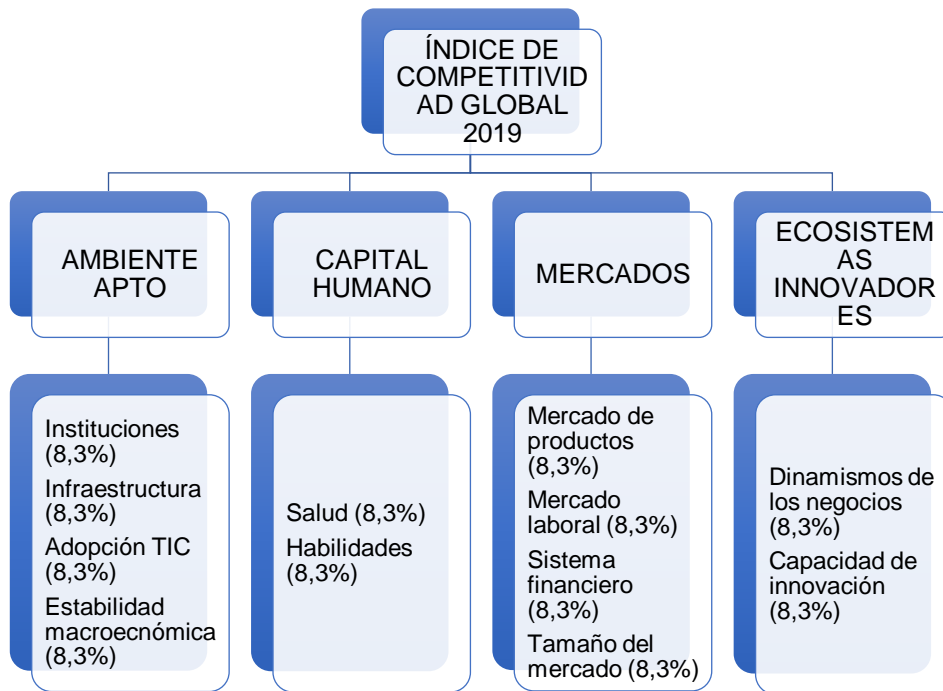 ÍNDICE DE
COMPETITIVID
AD GLOBAL
2019
AMBIENTE
APTO
CAPITAL
HUMANO
MERCADOS
ECOSISTEM
AS
INNOVADOR
ES
Instituciones
(8,3%)
Infraestructura
(8,3%)
Adopción TIC
(8,3%)
Estabilidad
macroecnómica
(8,3%)
Salud (8,3%)
Habilidades
(8,3%)
Mercado de
productos
(8,3%)
Mercado
laboral (8,3%)
Sistema
financiero
(8,3%)
Tamaño del
mercado (8,3%)
Dinamismos de
los negocios
(8,3%)
Capacidad de
innovación
(8,3%)